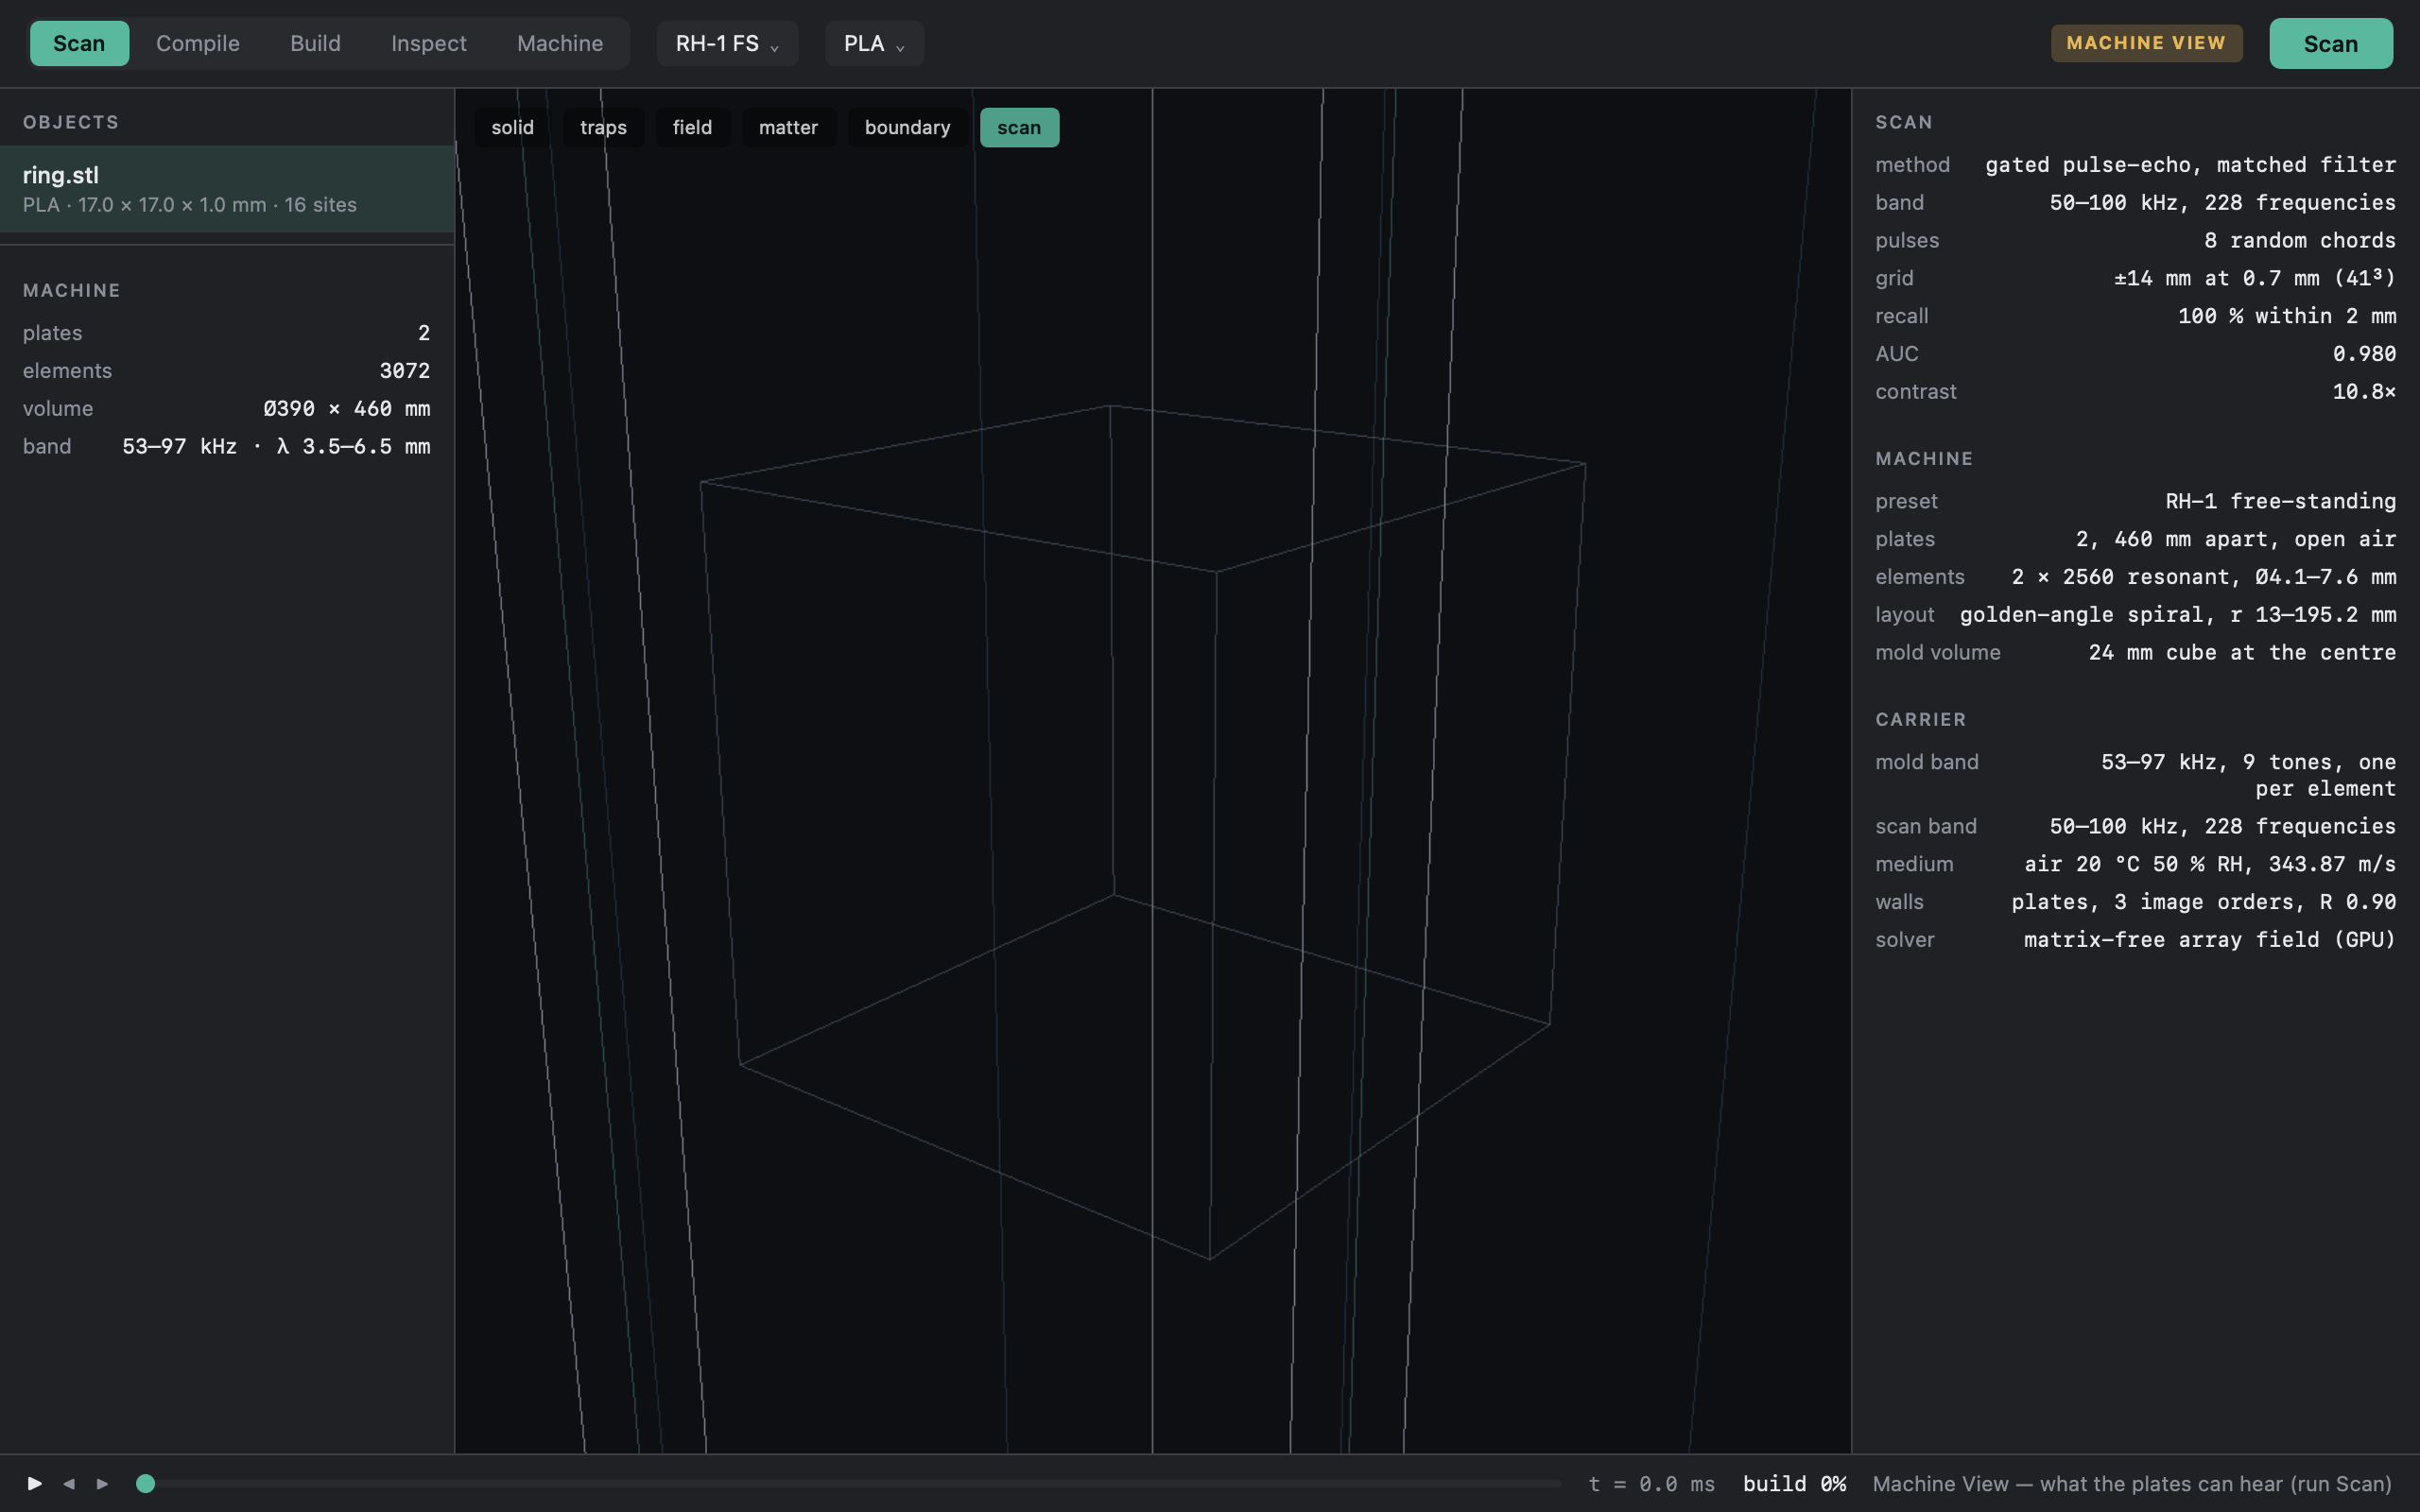 Scan Compile Build Inspect Machine RH-1 FS PLA MACHINE VIEW Scan
OBJECTS
ring.stl
PLA · 17.0 × 17.0 × 1.0 mm · 16 sites
MACHINE
plates 2
elements 3072
volume Ø390 × 460 mm
band 53–97 kHz · λ 3.5–6.5 mm
solid traps field matter boundary scan
SCAN
method gated pulse-echo, matched filter
band 50–100 kHz, 228 frequencies
pulses 8 random chords
grid ±14 mm at 0.7 mm (41³)
recall 100 % within 2 mm
AUC 0.980
contrast 10.8×
MACHINE
preset RH-1 free-standing
plates 2, 460 mm apart, open air
elements 2 × 2560 resonant, Ø4.1–7.6 mm
layout golden-angle spiral, r 13–195.2 mm
mold volume 24 mm cube at the centre
CARRIER
mold band 53–97 kHz, 9 tones, one
per element
scan band 50–100 kHz, 228 frequencies
medium air 20 °C 50 % RH, 343.87 m/s
walls plates, 3 image orders, R 0.90
solver matrix-free array field (GPU)
t = 0.0 ms build 0% Machine View — what the plates can hear (run Scan)